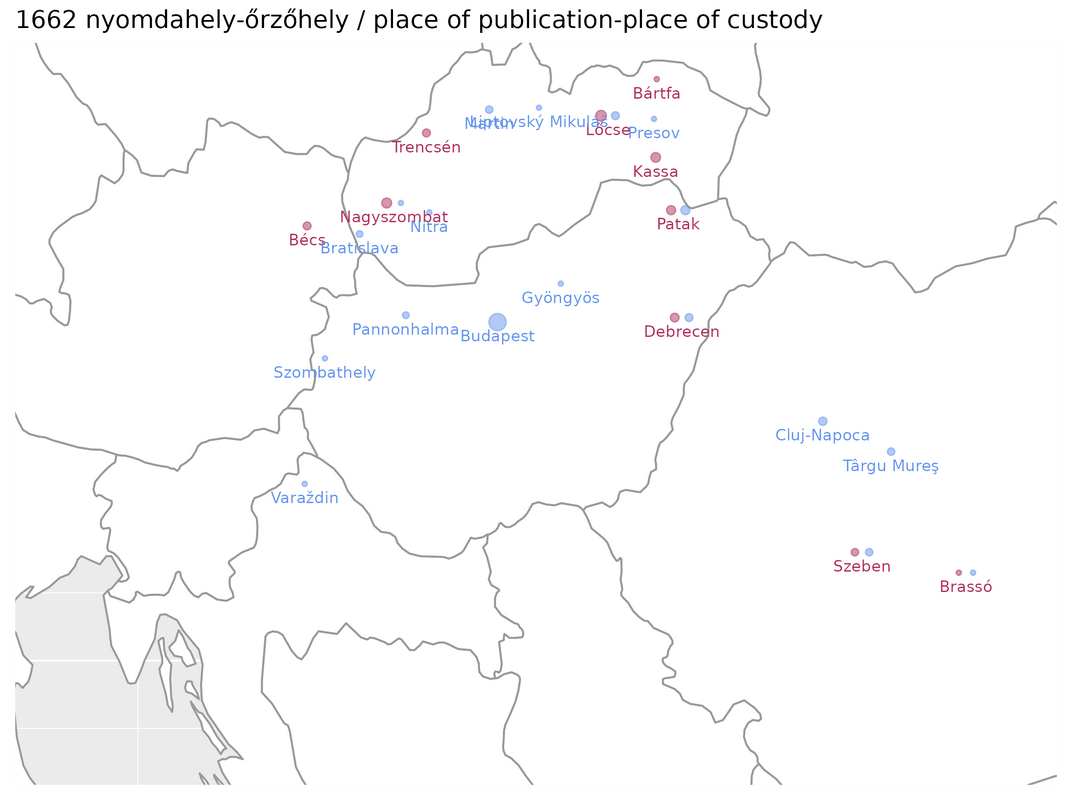 1662 nyomdahely-őrzőhely / place of publication-place of custody
Bártfa
Martin
Liptovský Mikuláš
Lőcse
Presov
Trencsén
Kassa
Nagyszombat
Patak
Nitra
Bécs
Bratislava
Gyöngyös
Pannonhalma
Budapest
Debrecen
Szombathely
Cluj-Napoca
Târgu Mureş
Varaždin
Szeben
Brassó